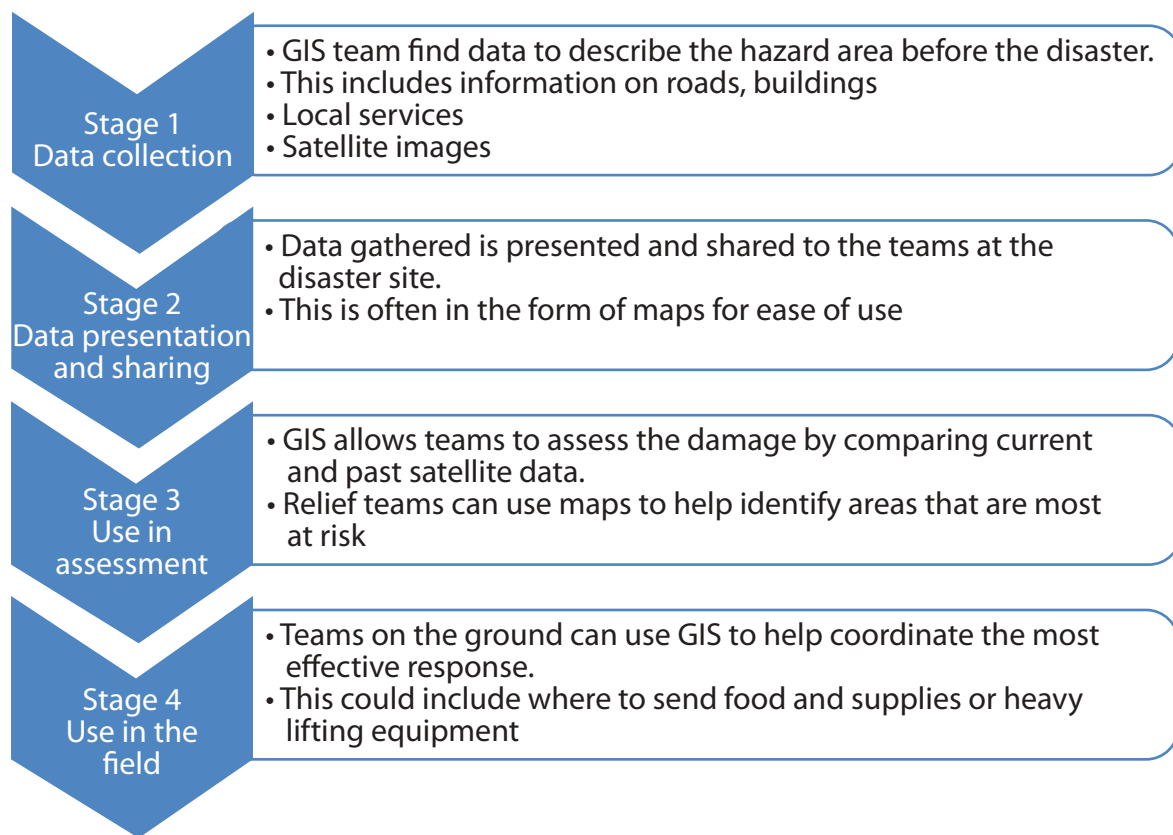 Stage 1
Data collection
• GIS team find data to describe the hazard area before the disaster.
• This includes information on roads, buildings
• Local services
• Satellite images
Stage 2
Data presentation
and sharing
• Data gathered is presented and shared to the teams at the
disaster site.
• This is often in the form of maps for ease of use
Stage 3
Use in
assessment
• GIS allows teams to assess the damage by comparing current
and past satellite data.
• Relief teams can use maps to help identify areas that are most
at risk
Stage 4
Use in the
field
• Teams on the ground can use GIS to help coordinate the most
effective response.
• This could include where to send food and supplies or heavy
lifting equipment